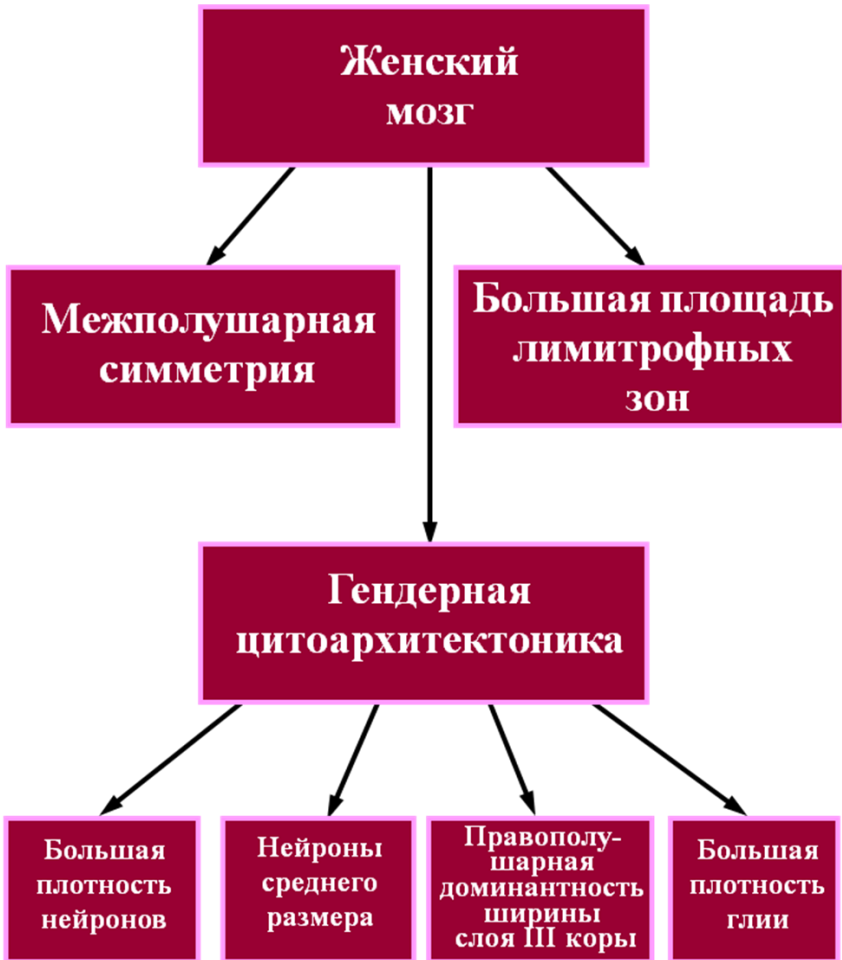 Женский
мозг
Межполушарная
симметрия
Большая площадь
лимитрофных
зон
Гендерная
цитоархитектоника
Большая
плотность
нейронов
Нейроны
среднего
размера
Правополу-
шарная
доминантность
ширины
слоя III коры
Большая
плотность
глии